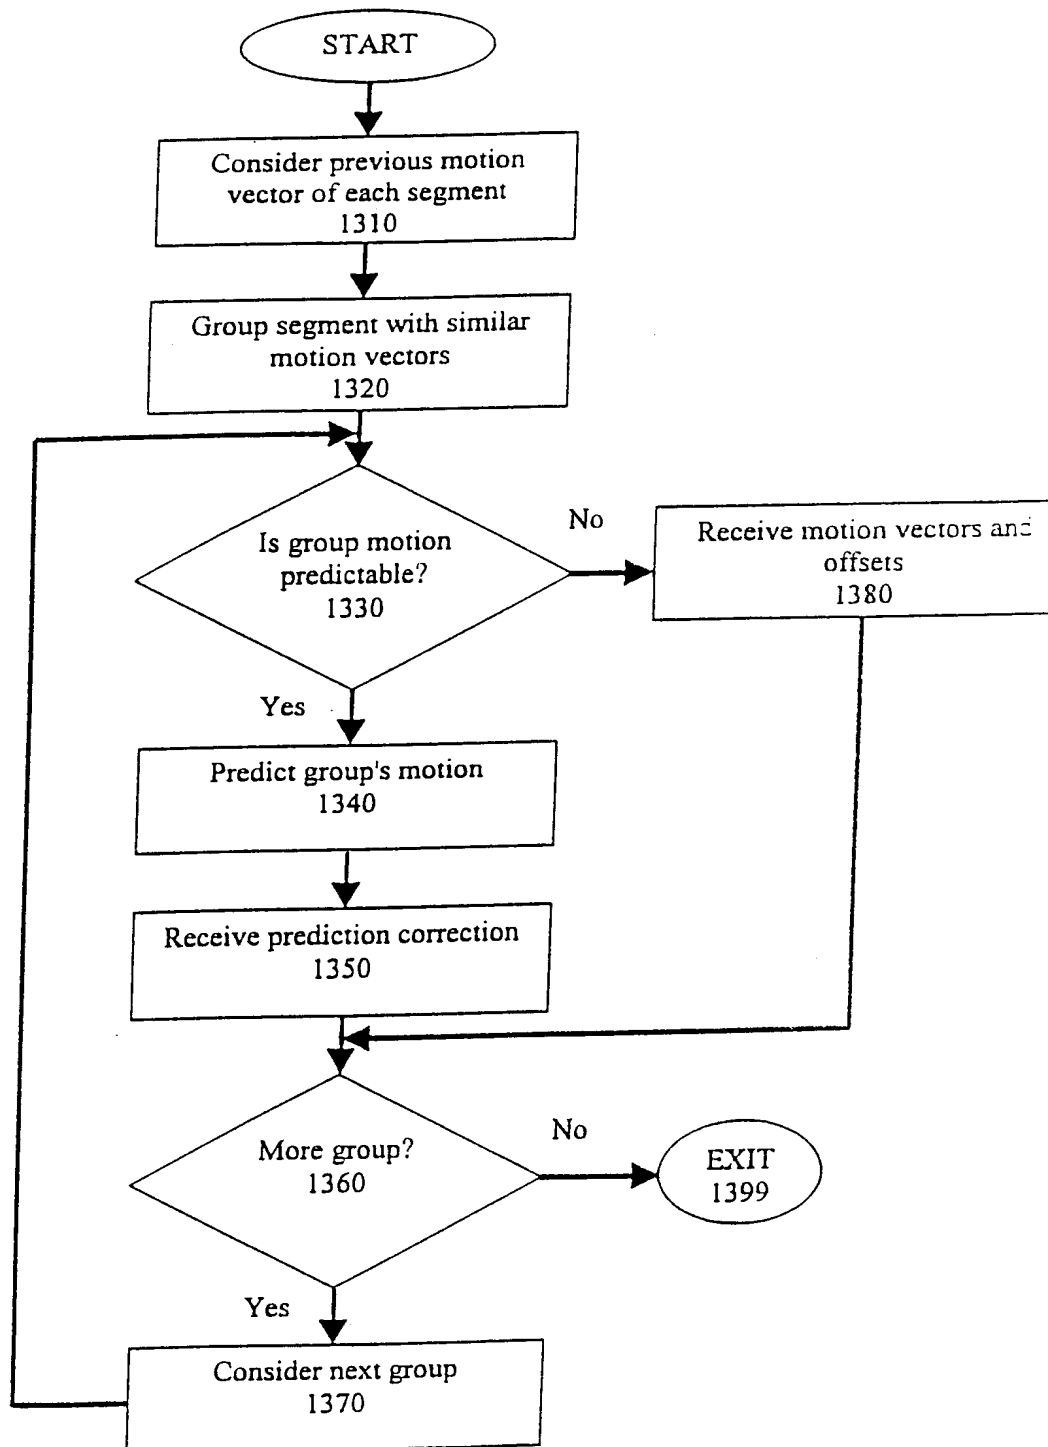 START
Consider previous motion
vector of each segment
1310
Group segment with similar
motion vectors
1320
Is group motion
predictable?
1330
No
Receive motion vectors and
offsets
1380
Yes
Predict group's motion
1340
Receive prediction correction
1350
More group?
1360
No
EXIT
1399
Yes
Consider next group
1370